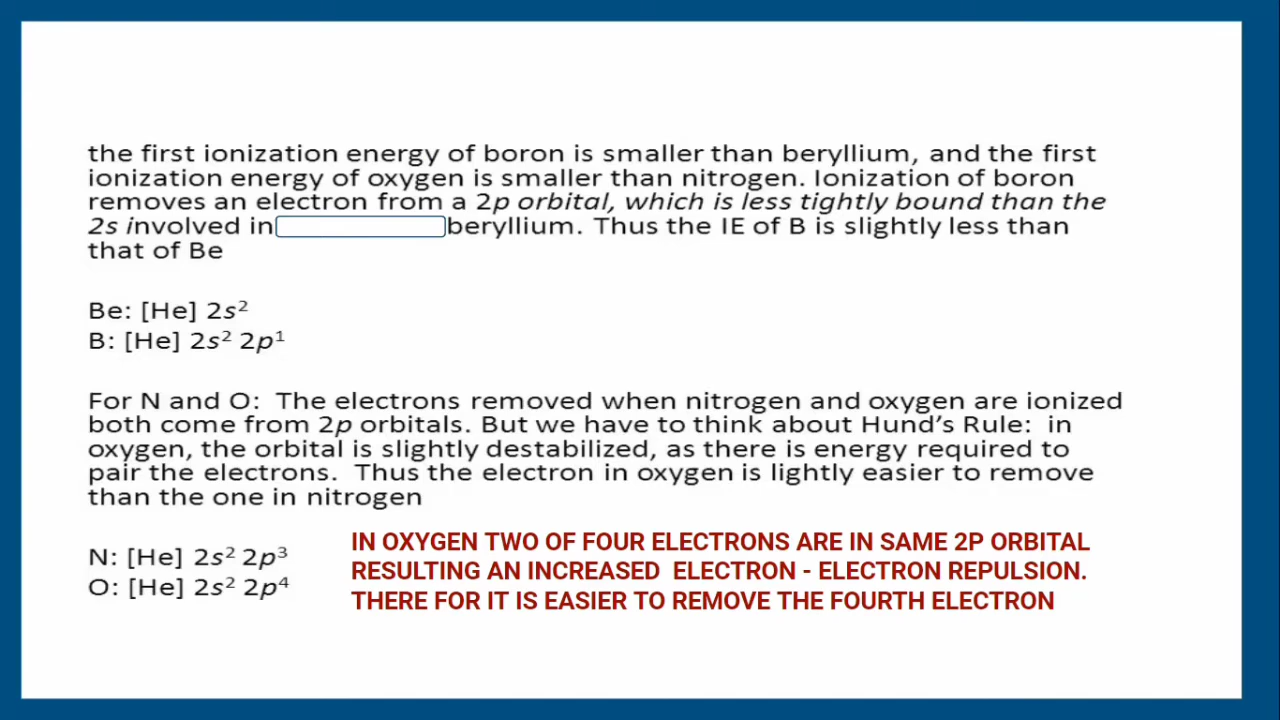 the first ionization energy of boron is smaller than beryllium, and the first
ionization energy of oxygen is smaller than nitrogen. Ionization of boron
removes an electron from a 2p orbital, which is less tightly bound than the
2s involved in beryllium. Thus the IE of B is slightly less than
that of Be
Be: [He] 2s²
B: [He] 2s² 2p¹
For N and O: The electrons removed when nitrogen and oxygen are ionized
both come from 2p orbitals. But we have to think about Hund's Rule: in
oxygen, the orbital is slightly destabilized, as there is energy required to
pair the electrons. Thus the electron in oxygen is lightly easier to remove
than the one in nitrogen
N: [He] 2s² 2p³
O: [He] 2s² 2p⁴
IN OXYGEN TWO OF FOUR ELECTRONS ARE IN SAME 2P ORBITAL
RESULTING AN INCREASED ELECTRON - ELECTRON REPULSION.
THERE FOR IT IS EASIER TO REMOVE THE FOURTH ELECTRON